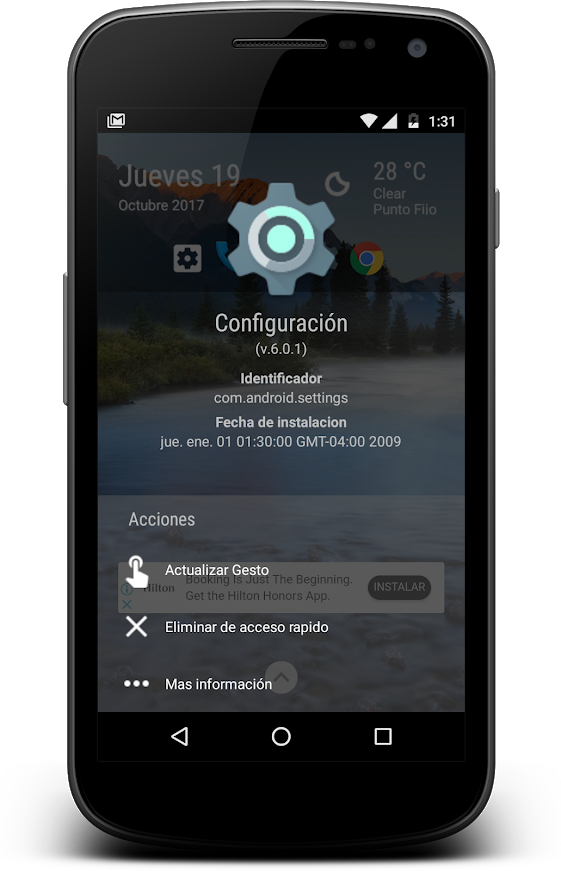 1:31
Jueves 19
Octubre 2017
28 °C
Clear
Punto Fijo
Configuración
(v.6.0.1)
Identificador
com.android.settings
Fecha de instalacion
jue. ene. 01 01:30:00 GMT-04:00 2009
Acciones
Actualizar Gesto
Hilton
Booking Is Just The Beginning.
Get the Hilton Honors App.
INSTALAR
Eliminar de acceso rapido
Mas información